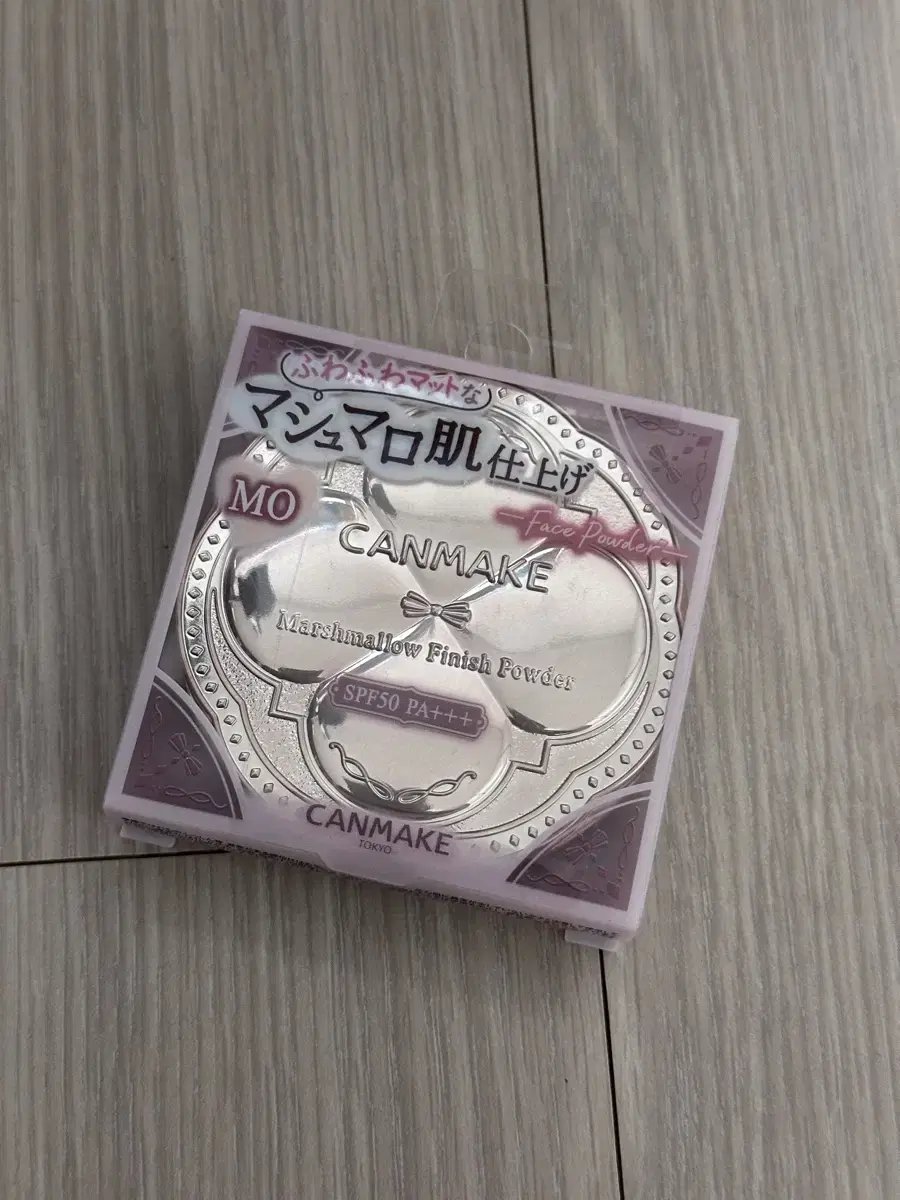 ふわふわマットな
マシュマロ肌仕上げ
MO
Face Powder
CANMAKE
Marshmallow Finish Powder
SPF50 PA+++
CANMAKE
TOKYO